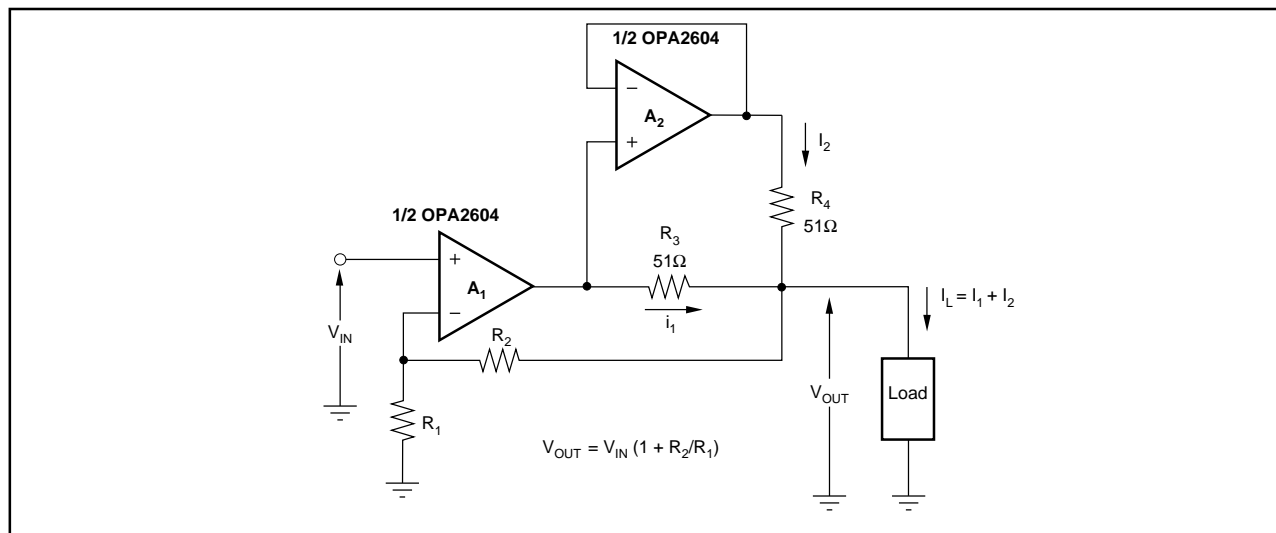 1/2 OPA2604
−
A2
+
I2
R4
51Ω
1/2 OPA2604
+
A1
−
R3
51Ω
i1
IL = I1 + I2
VIN
R2
R1
VOUT
Load
VOUT = VIN (1 + R2/R1)